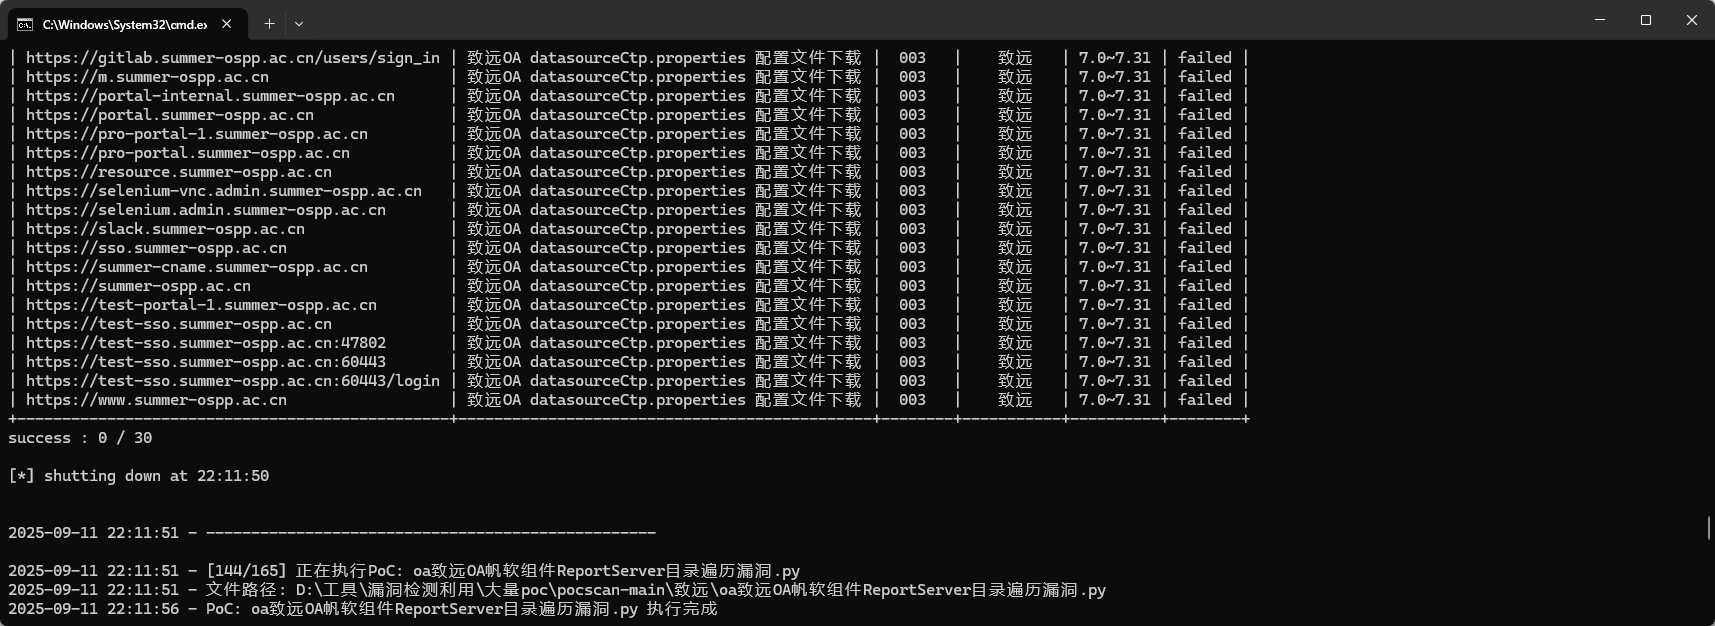 C:\Windows\System32\cmd.ex
| https://gitlab.summer-ospp.ac.cn/users/sign_in | 致远OA datasourceCtp.properties 配置文件下载 | 003 | 致远 | 7.0~7.31 | failed |
| https://m.summer-ospp.ac.cn | 致远OA datasourceCtp.properties 配置文件下载 | 003 | 致远 | 7.0~7.31 | failed |
| https://portal-internal.summer-ospp.ac.cn | 致远OA datasourceCtp.properties 配置文件下载 | 003 | 致远 | 7.0~7.31 | failed |
| https://portal.summer-ospp.ac.cn | 致远OA datasourceCtp.properties 配置文件下载 | 003 | 致远 | 7.0~7.31 | failed |
| https://pro-portal-1.summer-ospp.ac.cn | 致远OA datasourceCtp.properties 配置文件下载 | 003 | 致远 | 7.0~7.31 | failed |
| https://pro-portal.summer-ospp.ac.cn | 致远OA datasourceCtp.properties 配置文件下载 | 003 | 致远 | 7.0~7.31 | failed |
| https://resource.summer-ospp.ac.cn | 致远OA datasourceCtp.properties 配置文件下载 | 003 | 致远 | 7.0~7.31 | failed |
| https://selenium-vnc.admin.summer-ospp.ac.cn | 致远OA datasourceCtp.properties 配置文件下载 | 003 | 致远 | 7.0~7.31 | failed |
| https://selenium.admin.summer-ospp.ac.cn | 致远OA datasourceCtp.properties 配置文件下载 | 003 | 致远 | 7.0~7.31 | failed |
| https://slack.summer-ospp.ac.cn | 致远OA datasourceCtp.properties 配置文件下载 | 003 | 致远 | 7.0~7.31 | failed |
| https://sso.summer-ospp.ac.cn | 致远OA datasourceCtp.properties 配置文件下载 | 003 | 致远 | 7.0~7.31 | failed |
| https://summer-cname.summer-ospp.ac.cn | 致远OA datasourceCtp.properties 配置文件下载 | 003 | 致远 | 7.0~7.31 | failed |
| https://summer-ospp.ac.cn | 致远OA datasourceCtp.properties 配置文件下载 | 003 | 致远 | 7.0~7.31 | failed |
| https://test-portal-1.summer-ospp.ac.cn | 致远OA datasourceCtp.properties 配置文件下载 | 003 | 致远 | 7.0~7.31 | failed |
| https://test-sso.summer-ospp.ac.cn | 致远OA datasourceCtp.properties 配置文件下载 | 003 | 致远 | 7.0~7.31 | failed |
| https://test-sso.summer-ospp.ac.cn:47802 | 致远OA datasourceCtp.properties 配置文件下载 | 003 | 致远 | 7.0~7.31 | failed |
| https://test-sso.summer-ospp.ac.cn:60443 | 致远OA datasourceCtp.properties 配置文件下载 | 003 | 致远 | 7.0~7.31 | failed |
| https://test-sso.summer-ospp.ac.cn:60443/login | 致远OA datasourceCtp.properties 配置文件下载 | 003 | 致远 | 7.0~7.31 | failed |
| https://www.summer-ospp.ac.cn | 致远OA datasourceCtp.properties 配置文件下载 | 003 | 致远 | 7.0~7.31 | failed |
+------------------------------------------------+----------------------------------------------+--------+-----------+----------+--------+
success : 0 / 30
[*] shutting down at 22:11:50
2025-09-11 22:11:51 - --------------------------------------------------
2025-09-11 22:11:51 - [144/165] 正在执行PoC: oa致远OA帆软组件ReportServer目录遍历漏洞.py
2025-09-11 22:11:51 - 文件路径: D:\工具\漏洞检测利用\大量poc\pocscan-main\致远\oa致远OA帆软组件ReportServer目录遍历漏洞.py
2025-09-11 22:11:56 - PoC: oa致远OA帆软组件ReportServer目录遍历漏洞.py 执行完成